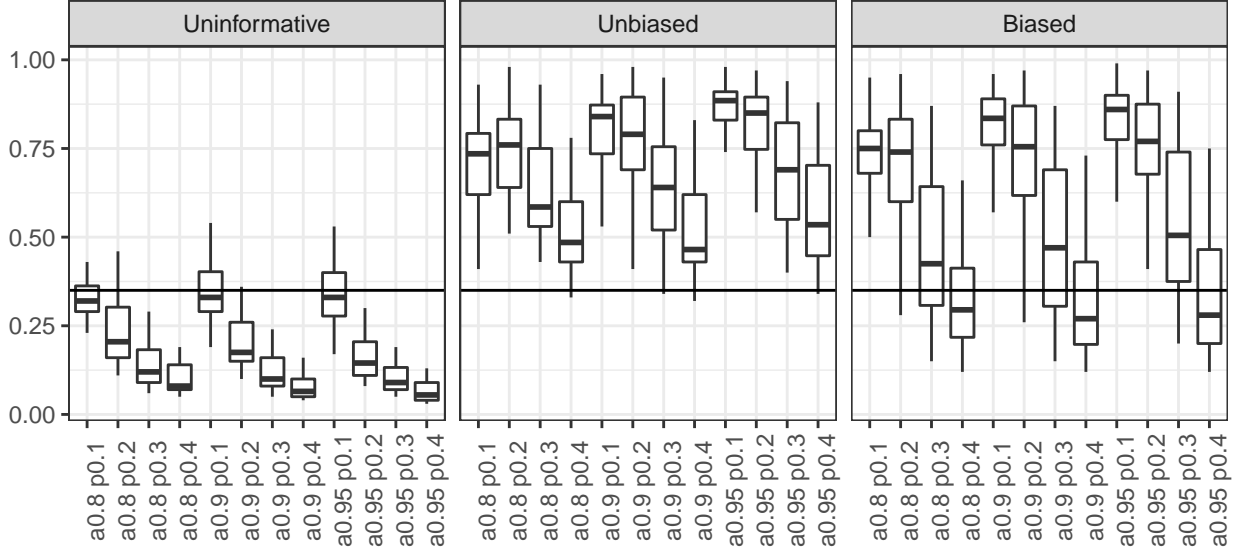 Uninformative
Unbiased
Biased
1.00
0.75
0.50
0.25
0.00
a0.8 p0.1
a0.8 p0.2
a0.8 p0.3
a0.8 p0.4
a0.9 p0.1
a0.9 p0.2
a0.9 p0.3
a0.9 p0.4
a0.95 p0.1
a0.95 p0.2
a0.95 p0.3
a0.95 p0.4
a0.8 p0.1
a0.8 p0.2
a0.8 p0.3
a0.8 p0.4
a0.9 p0.1
a0.9 p0.2
a0.9 p0.3
a0.9 p0.4
a0.95 p0.1
a0.95 p0.2
a0.95 p0.3
a0.95 p0.4
a0.8 p0.1
a0.8 p0.2
a0.8 p0.3
a0.8 p0.4
a0.9 p0.1
a0.9 p0.2
a0.9 p0.3
a0.9 p0.4
a0.95 p0.1
a0.95 p0.2
a0.95 p0.3
a0.95 p0.4